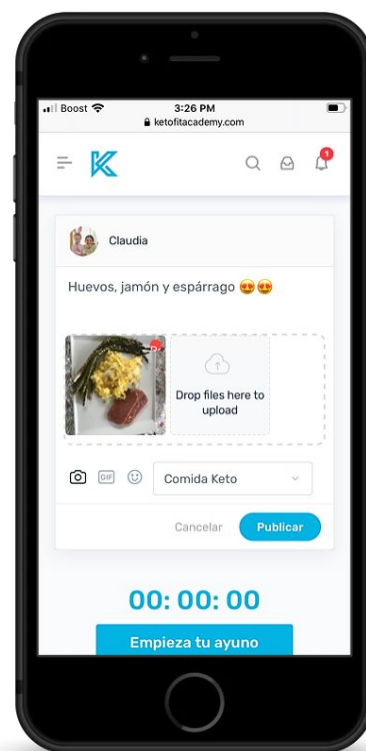 Boost
3:26 PM
ketofitacademy.com
K
1
Claudia
Huevos, jamón y espárrago 😍😍
Drop files here to
upload
GIF
Comida Keto
Cancelar
Publicar
00: 00: 00
Empieza tu ayuno